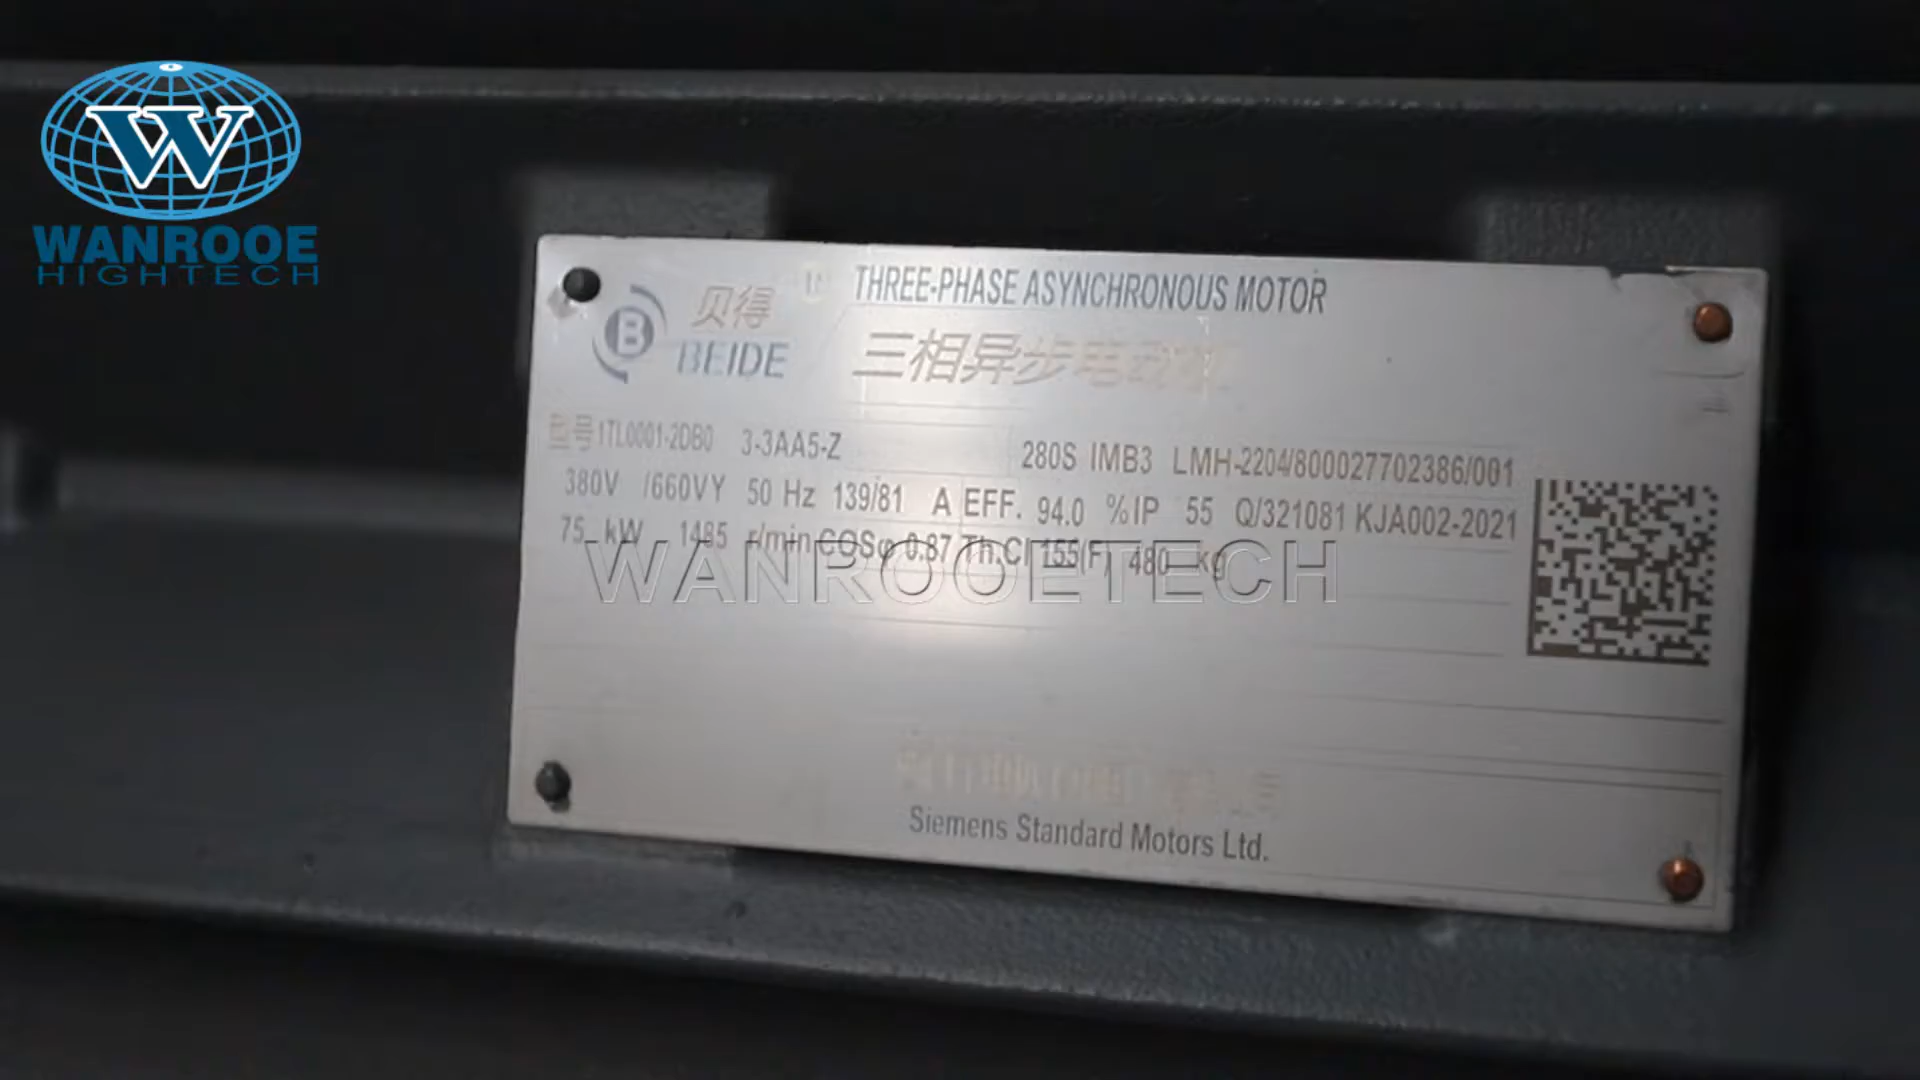 WANROOE
HIGHTECH
贝得
BEIDE
THREE-PHASE ASYNCHRONOUS MOTOR
三相异步电动机
型号 1TL0001-2DB0 3-3AA5-Z 280S IMB3 LMH-2204/800027702386/001
380V /660VY 50 Hz 139/81 A EFF. 94.0 %IP 55 Q/321081 KJA002-2021
75 kW 1485 r/min COSφ 0.87 Th.Cl 155(F) 480 kg
WANROOETECH
Siemens Standard Motors Ltd.